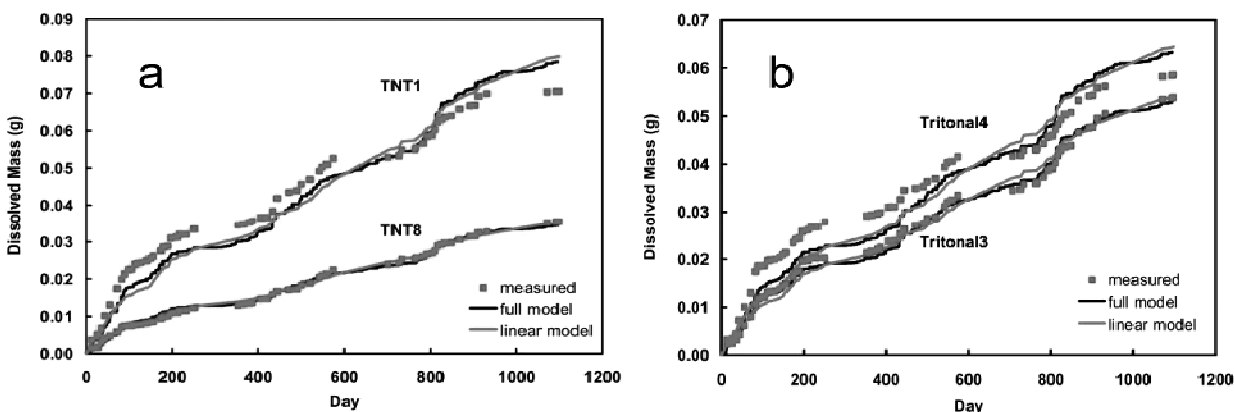 a
0.09
0.08
0.07
0.06
0.05
0.04
0.03
0.02
0.01
0.00
Dissolved Mass (g)
TNT1
TNT8
measured
full model
linear model
0 200 400 600 800 1000 1200
Day
b
0.07
0.06
0.05
0.04
0.03
0.02
0.01
0.00
Dissolved Mass (g)
Tritonal4
Tritonal3
measured
full model
linear model
0 200 400 600 800 1000 1200
Day